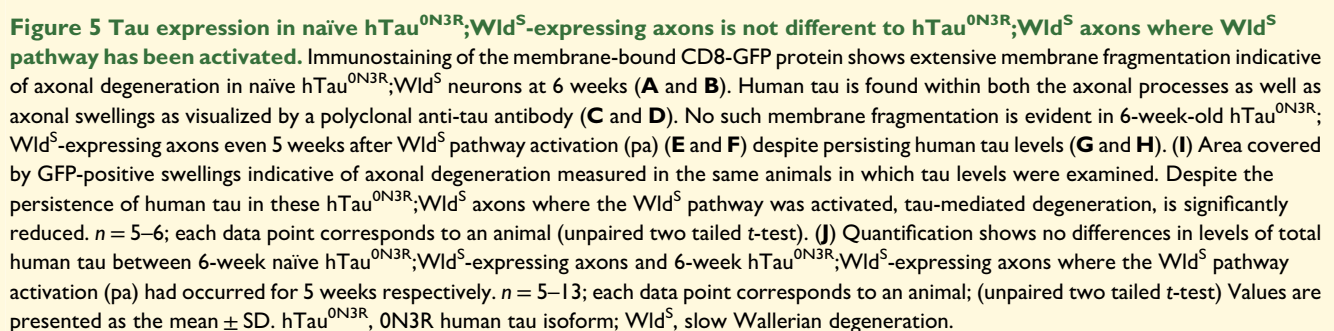 Figure 5 Tau expression in naïve hTau⁰ᴺ³ᴿ;Wldˢ-expressing axons is not different to hTau⁰ᴺ³ᴿ;Wldˢ axons where Wldˢ
pathway has been activated. Immunostaining of the membrane-bound CD8-GFP protein shows extensive membrane fragmentation indicative
of axonal degeneration in naïve hTau⁰ᴺ³ᴿ;Wldˢ neurons at 6 weeks (A and B). Human tau is found within both the axonal processes as well as
axonal swellings as visualized by a polyclonal anti-tau antibody (C and D). No such membrane fragmentation is evident in 6-week-old hTau⁰ᴺ³ᴿ;
Wldˢ-expressing axons even 5 weeks after Wldˢ pathway activation (pa) (E and F) despite persisting human tau levels (G and H). (I) Area covered
by GFP-positive swellings indicative of axonal degeneration measured in the same animals in which tau levels were examined. Despite the
persistence of human tau in these hTau⁰ᴺ³ᴿ;Wldˢ axons where the Wldˢ pathway was activated, tau-mediated degeneration, is significantly
reduced. n = 5–6; each data point corresponds to an animal (unpaired two tailed t-test). (J) Quantification shows no differences in levels of total
human tau between 6-week naïve hTau⁰ᴺ³ᴿ;Wldˢ-expressing axons and 6-week hTau⁰ᴺ³ᴿ;Wldˢ-expressing axons where the Wldˢ pathway
activation (pa) had occurred for 5 weeks respectively. n = 5–13; each data point corresponds to an animal; (unpaired two tailed t-test) Values are
presented as the mean ± SD. hTau⁰ᴺ³ᴿ, 0N3R human tau isoform; Wldˢ, slow Wallerian degeneration.